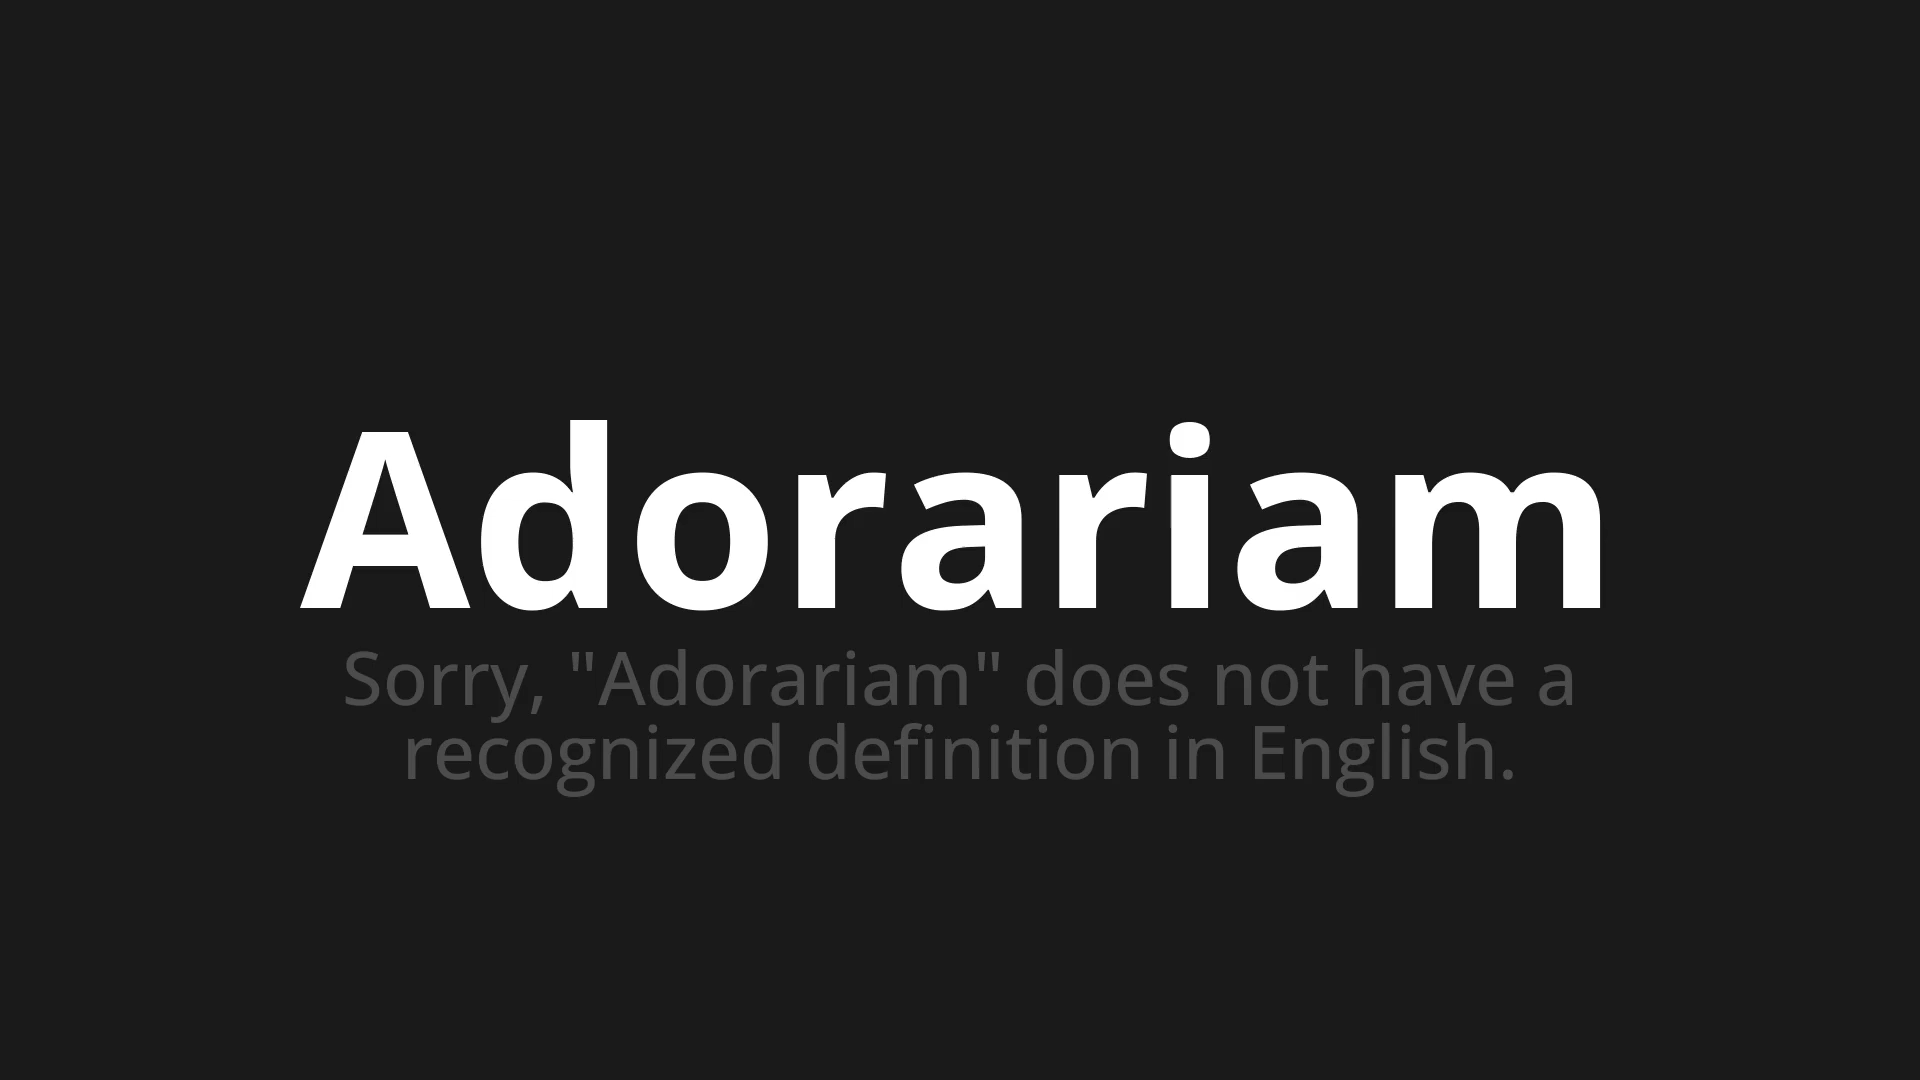 Adorariam
Sorry, "Adorariam" does not have a
recognized definition in English.